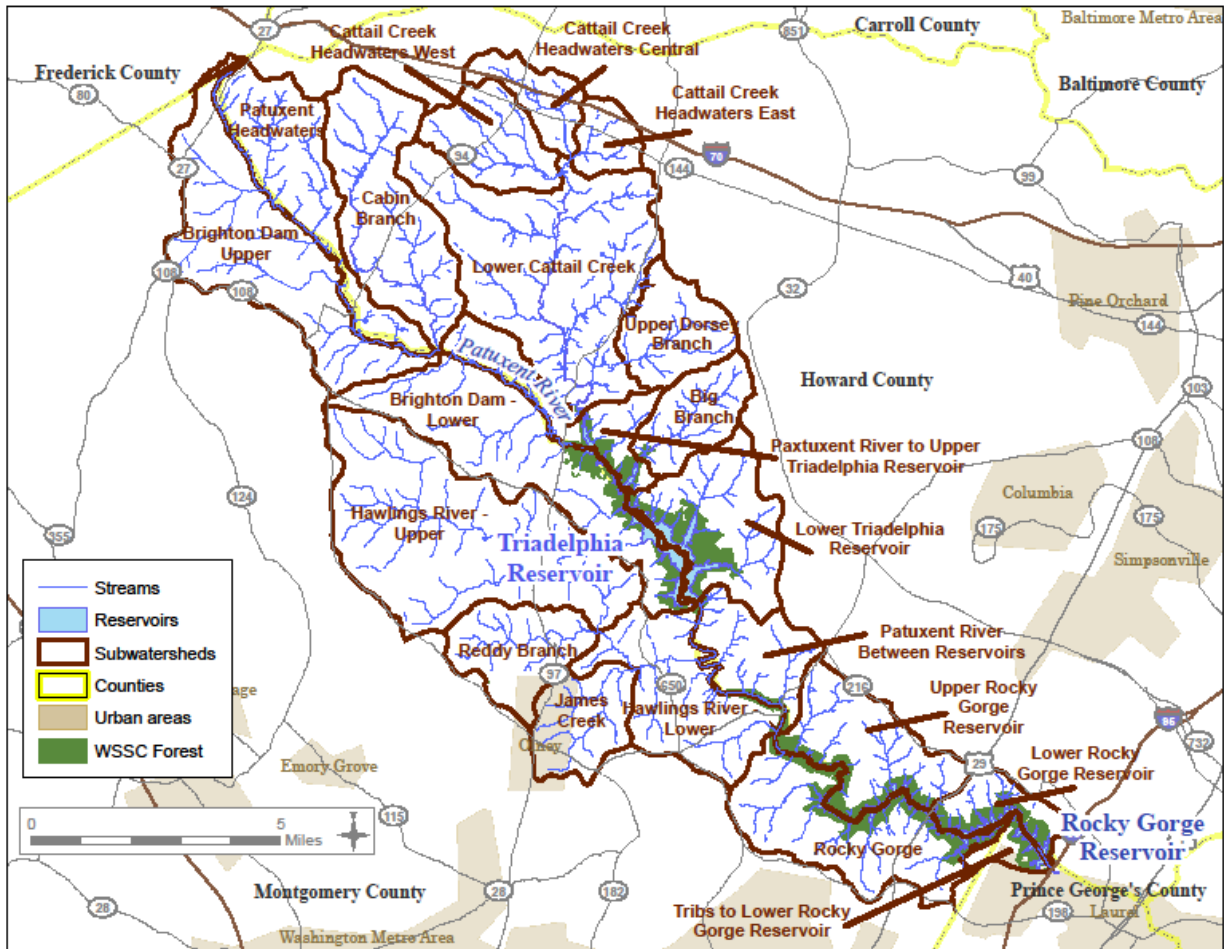 27
Cattail Creek
Headwaters West
Cattail Creek
Headwaters Central
851
Carroll County
Baltimore Metro Area
Frederick County
80
Patuxent
Headwaters
Cattail Creek
Headwaters East
Baltimore County
27
94
144
70
99
Cabin
Branch
Brighton Dam -
Upper
108
108
Lower Cattail Creek
32
40
Pine Orchard
144
Upper Dorsey
Branch
Patuxent River
Howard County
103
Brighton Dam -
Lower
Big
Branch
108
Paxtuxent River to Upper
Triadelphia Reservoir
124
Columbia
175
175
Hawlings River -
Upper
Lower Triadelphia
Reservoir
355
Triadelphia
Reservoir
Simpsonville
Streams
Reservoirs
Subwatersheds
Counties
Urban areas
WSSC Forest
Reddy Branch
97
650
Patuxent River
Between Reservoirs
216
Upper Rocky
Gorge
Reservoir
James
Creek
Hawlings River
Lower
95
732
Olney
29
Lower Rocky
Gorge Reservoir
Emory Grove
0 5
Miles
115
Rocky Gorge
Reservoir
Rocky Gorge
Montgomery County
28
28
182
Prince George's County
198
Laurel
Tribs to Lower Rocky
Gorge Reservoir
Washington Metro Area